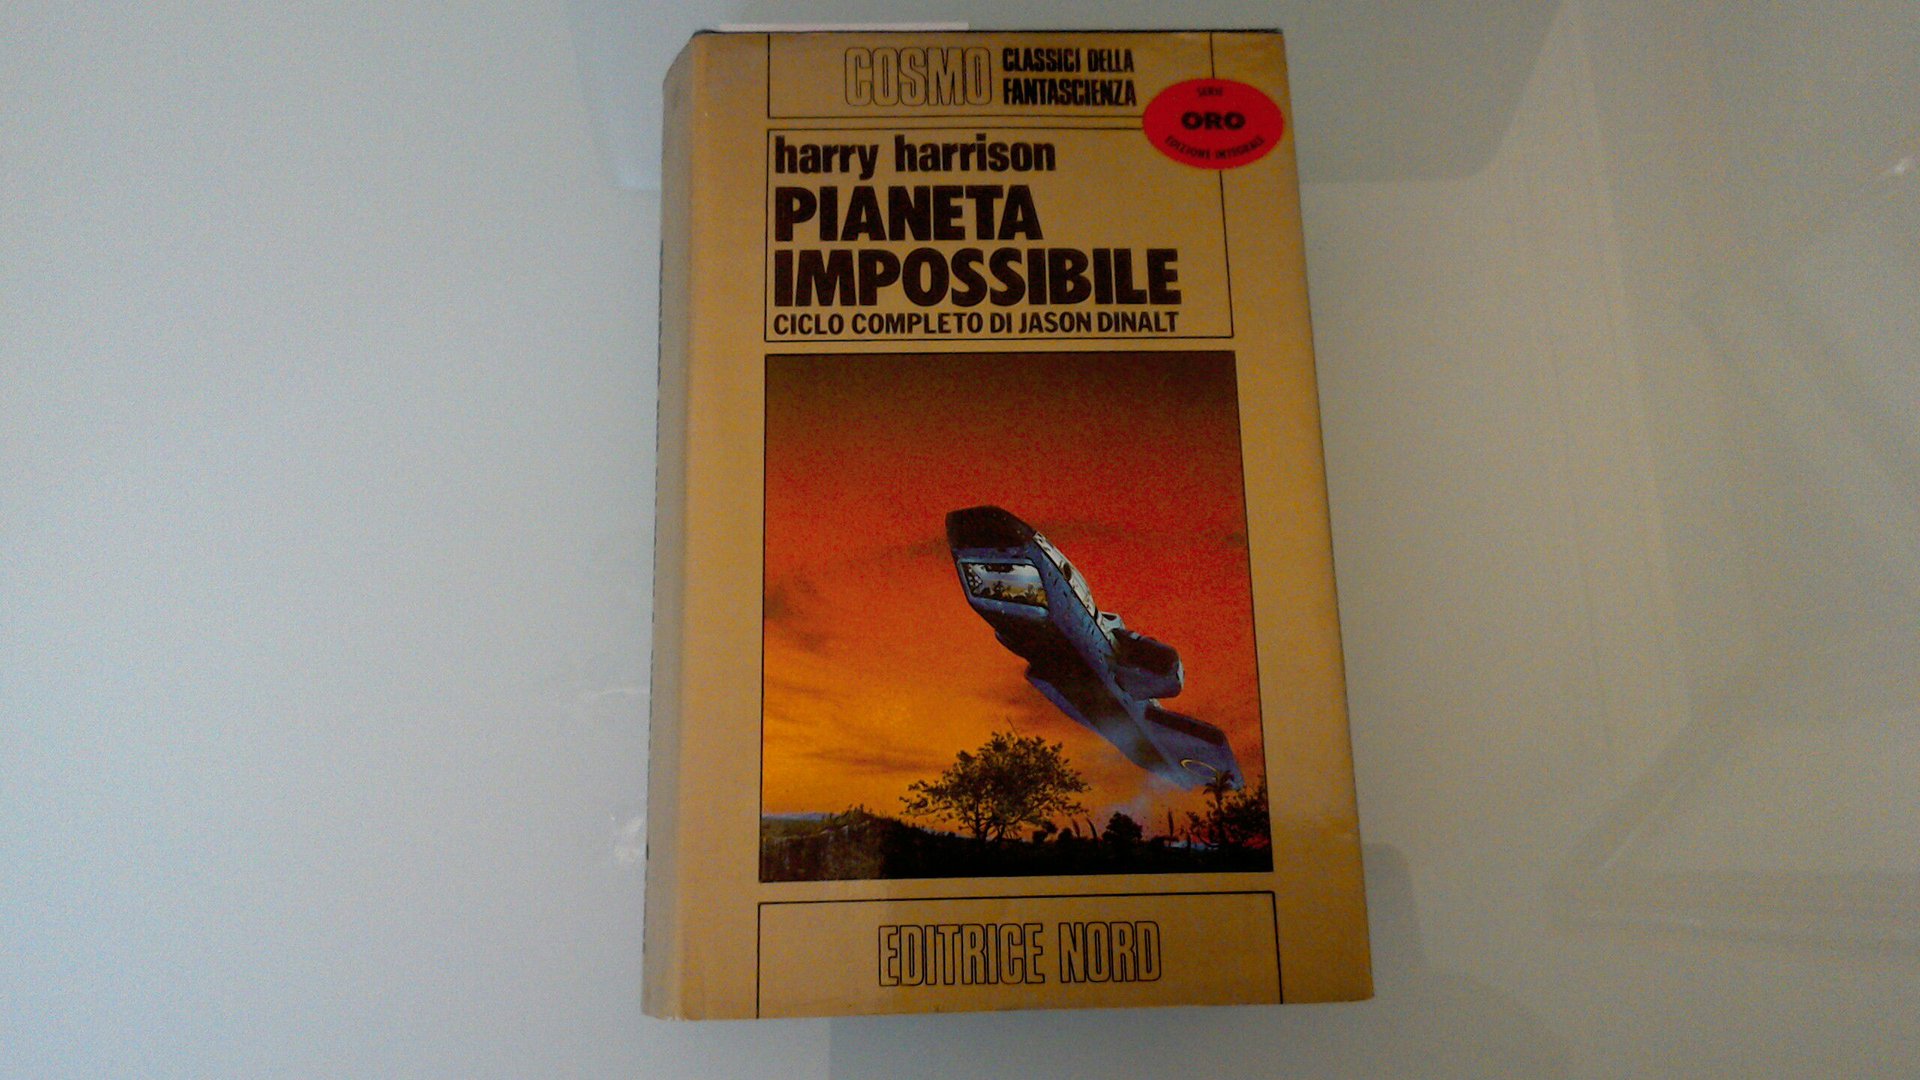 COSMO
CLASSICI DELLA
FANTASCIENZA
SERIE
ORO
EDIZIONE INTEGRALE
harry harrison
PIANETA
IMPOSSIBILE
CICLO COMPLETO DI JASON DINALT
EDITRICE NORD